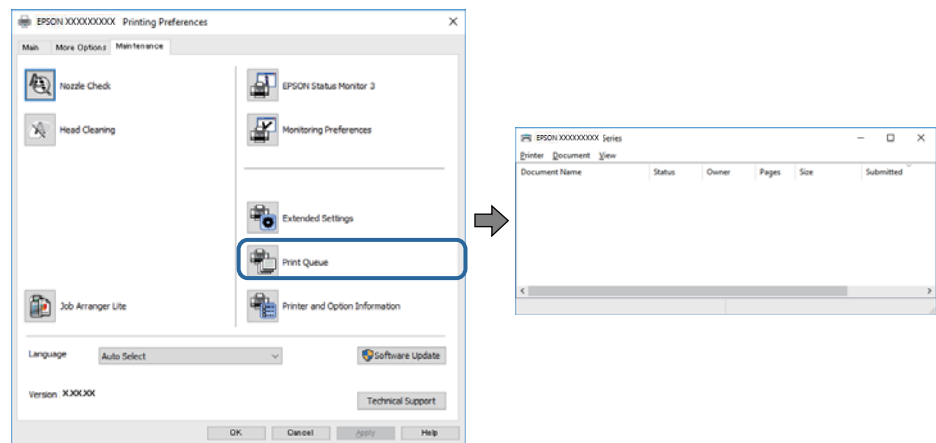 EPSON XXXXXXXXX Printing Preferences
Main More Options Maintenance
Nozzle Check
EPSON Status Monitor 3
Head Cleaning
Monitoring Preferences
Extended Settings
Print Queue
Job Arranger Lite
Printer and Option Information
Language Auto Select
Software Update
Version X.XX.XX
Technical Support
OK Cancel Apply Help
EPSON XXXXXXXXX Series
Printer Document View
Document Name Status Owner Pages Size Submitted